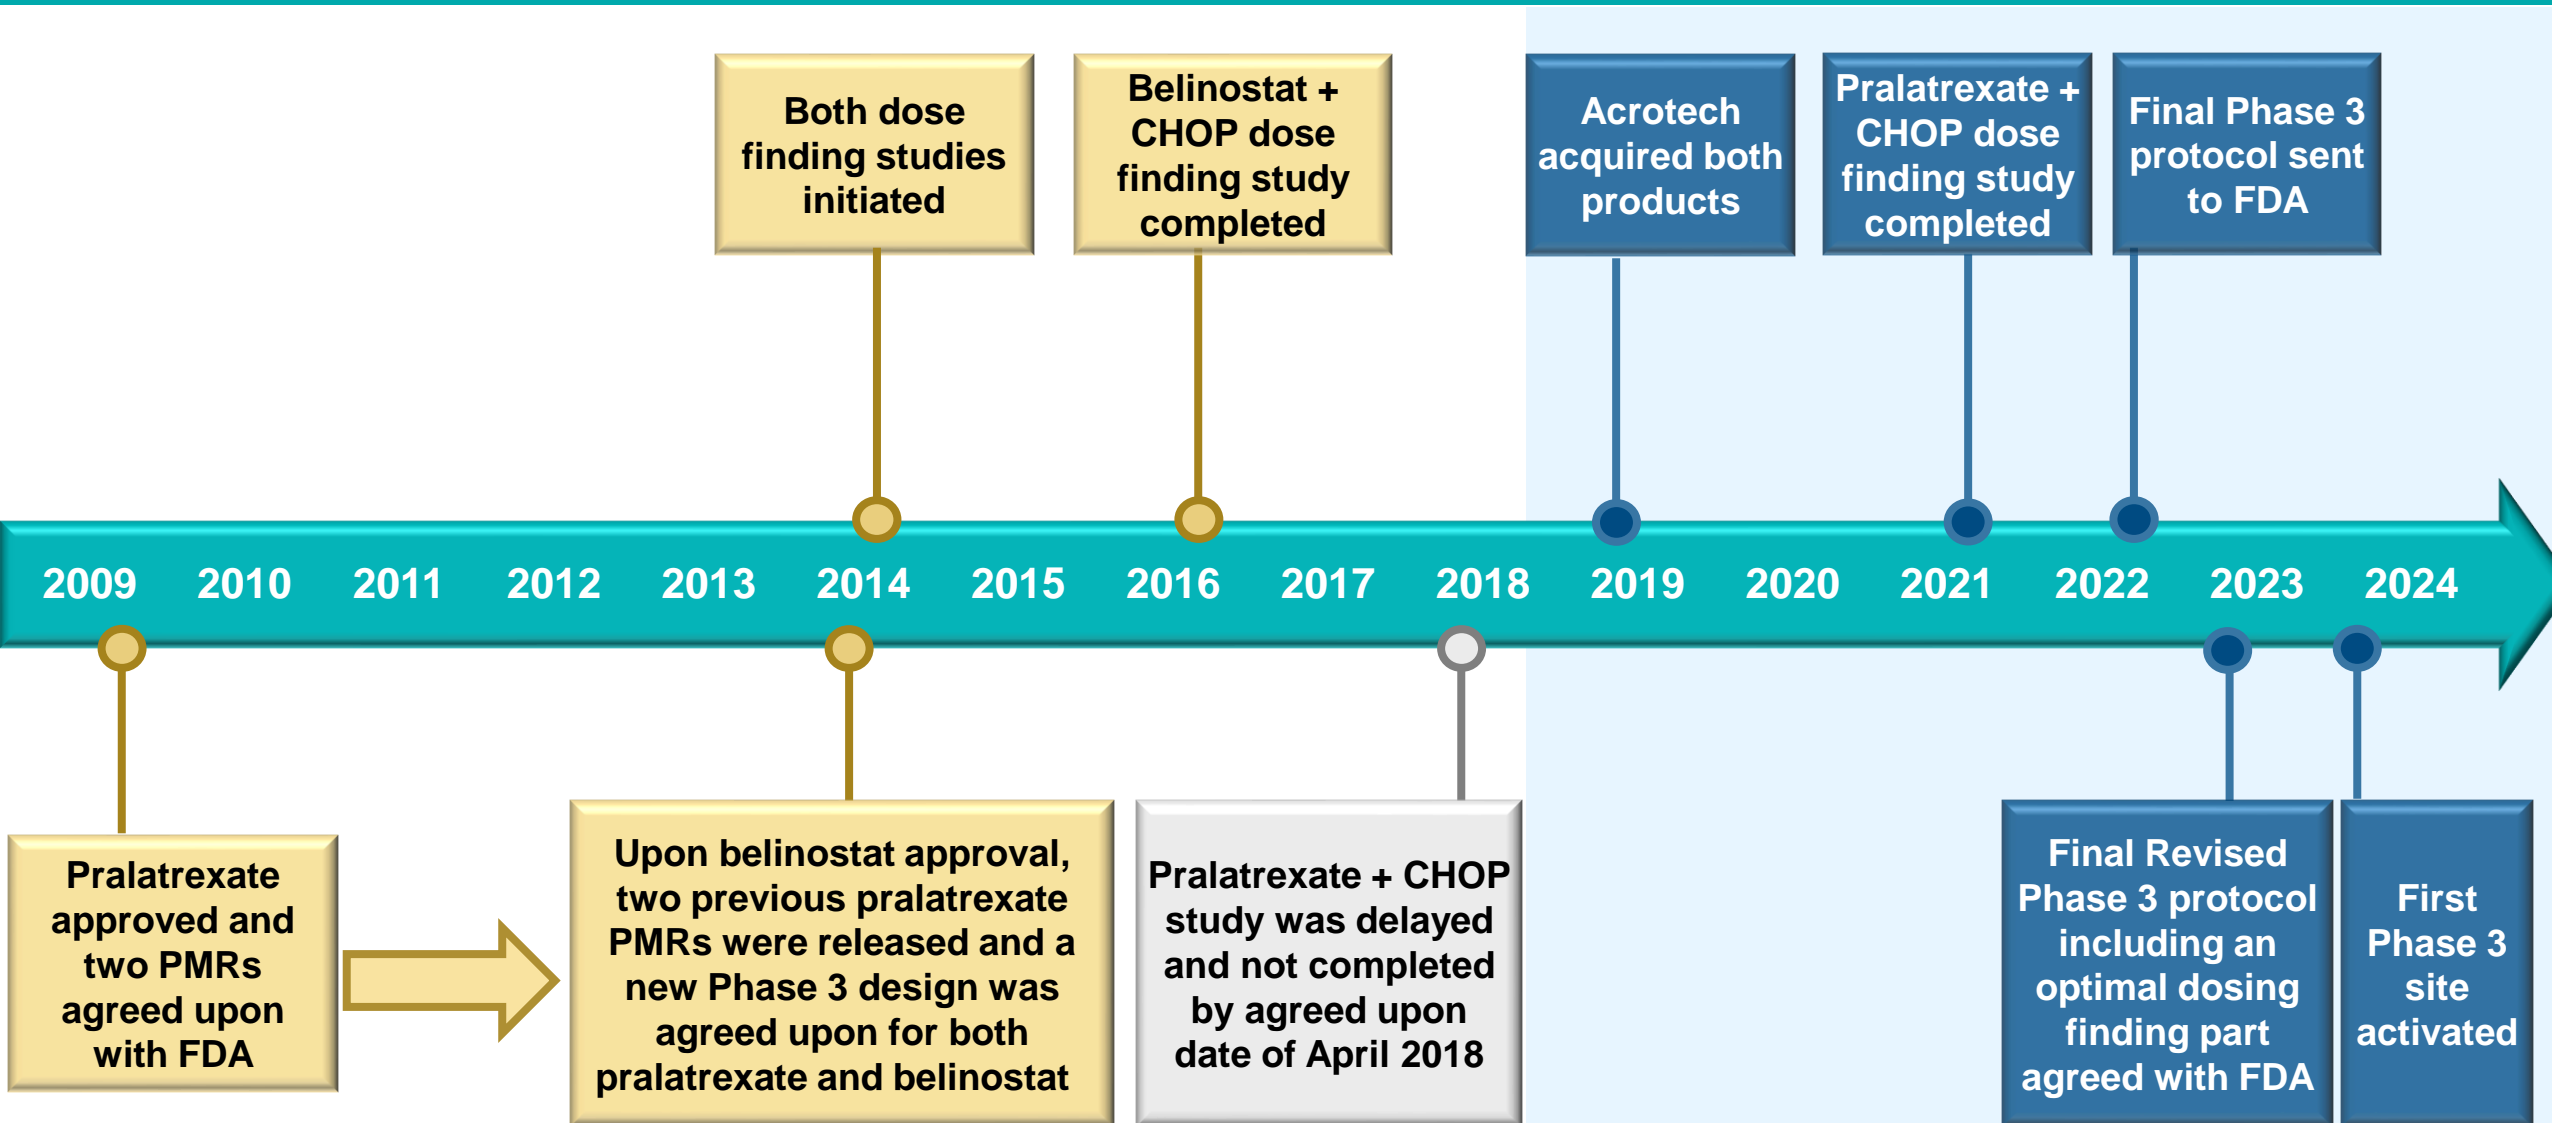 Both dose
finding studies
initiated
Belinostat +
CHOP dose
finding study
completed
Acrotech
acquired both
products
Pralatrexate +
CHOP dose
finding study
completed
Final Phase 3
protocol sent
to FDA
2009 2010 2011 2012 2013 2014 2015 2016 2017 2018 2019 2020 2021 2022 2023 2024
Pralatrexate
approved and
two PMRs
agreed upon
with FDA
Upon belinostat approval,
two previous pralatrexate
PMRs were released and a
new Phase 3 design was
agreed upon for both
pralatrexate and belinostat
Pralatrexate + CHOP
study was delayed
and not completed
by agreed upon
date of April 2018
Final Revised
Phase 3 protocol
including an
optimal dosing
finding part
agreed with FDA
First
Phase 3
site
activated